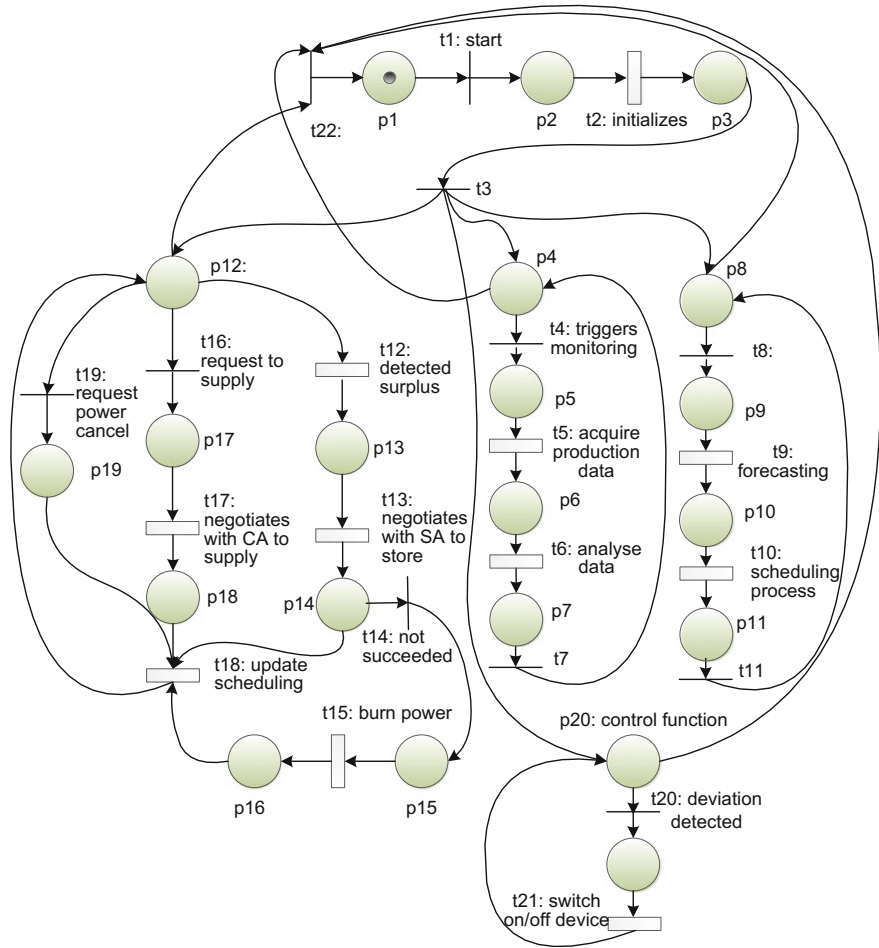 t1: start
t22:
p1
p2
t2: initializes
p3
t3
p12:
p4
p8
t16:
request to
supply
t12:
detected
surplus
t4: triggers
monitoring
t8:
t19:
request
power
cancel
p5
p9
p17
p13
t5: acquire
production
data
t9:
forecasting
p19
p6
p10
t17:
negotiates
with CA to
supply
t13:
negotiates
with SA to
store
t6: analyse
data
t10:
scheduling
process
p18
p14
p7
p11
t14: not
succeeded
t7
t11
t18: update
scheduling
t15: burn power
p20: control function
p16
p15
t20: deviation
detected
t21: switch
on/off device